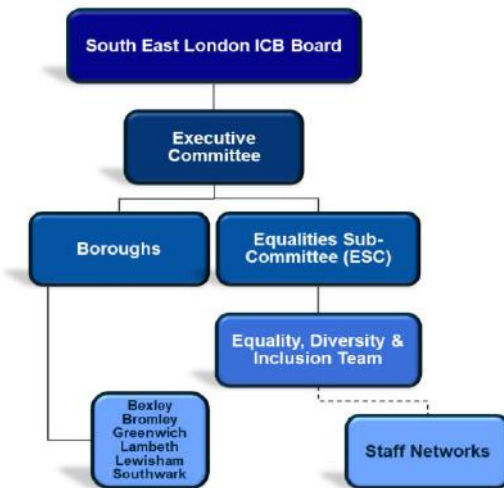 South East London ICB Board
Executive
Committee
Boroughs
Equalities Sub-
Committee (ESC)
Equality, Diversity &
Inclusion Team
Bexley
Bromley
Greenwich
Lambeth
Lewisham
Southwark
Staff Networks